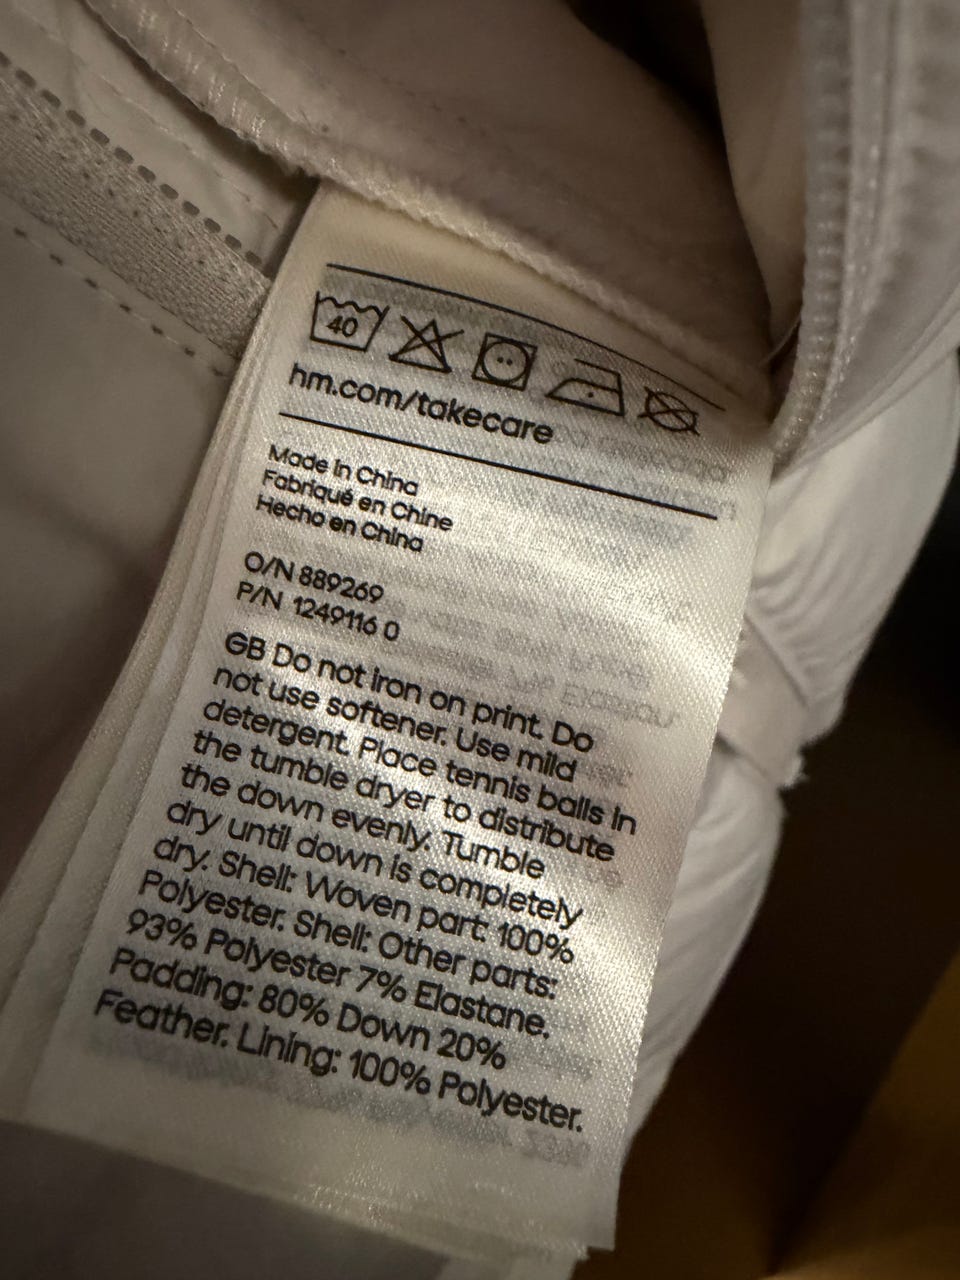 40
hm.com/takecare
Made in China
Fabriqué en Chine
Hecho en China
O/N 889269
P/N 1249116 0
GB Do not iron on print. Do
not use softener. Use mild
detergent. Place tennis balls in
the tumble dryer to distribute
the down evenly. Tumble
dry until down is completely
dry. Shell: Woven part: 100%
Polyester. Shell: Other parts:
93% Polyester 7% Elastane.
Padding: 80% Down 20%
Feather. Lining: 100% Polyester.